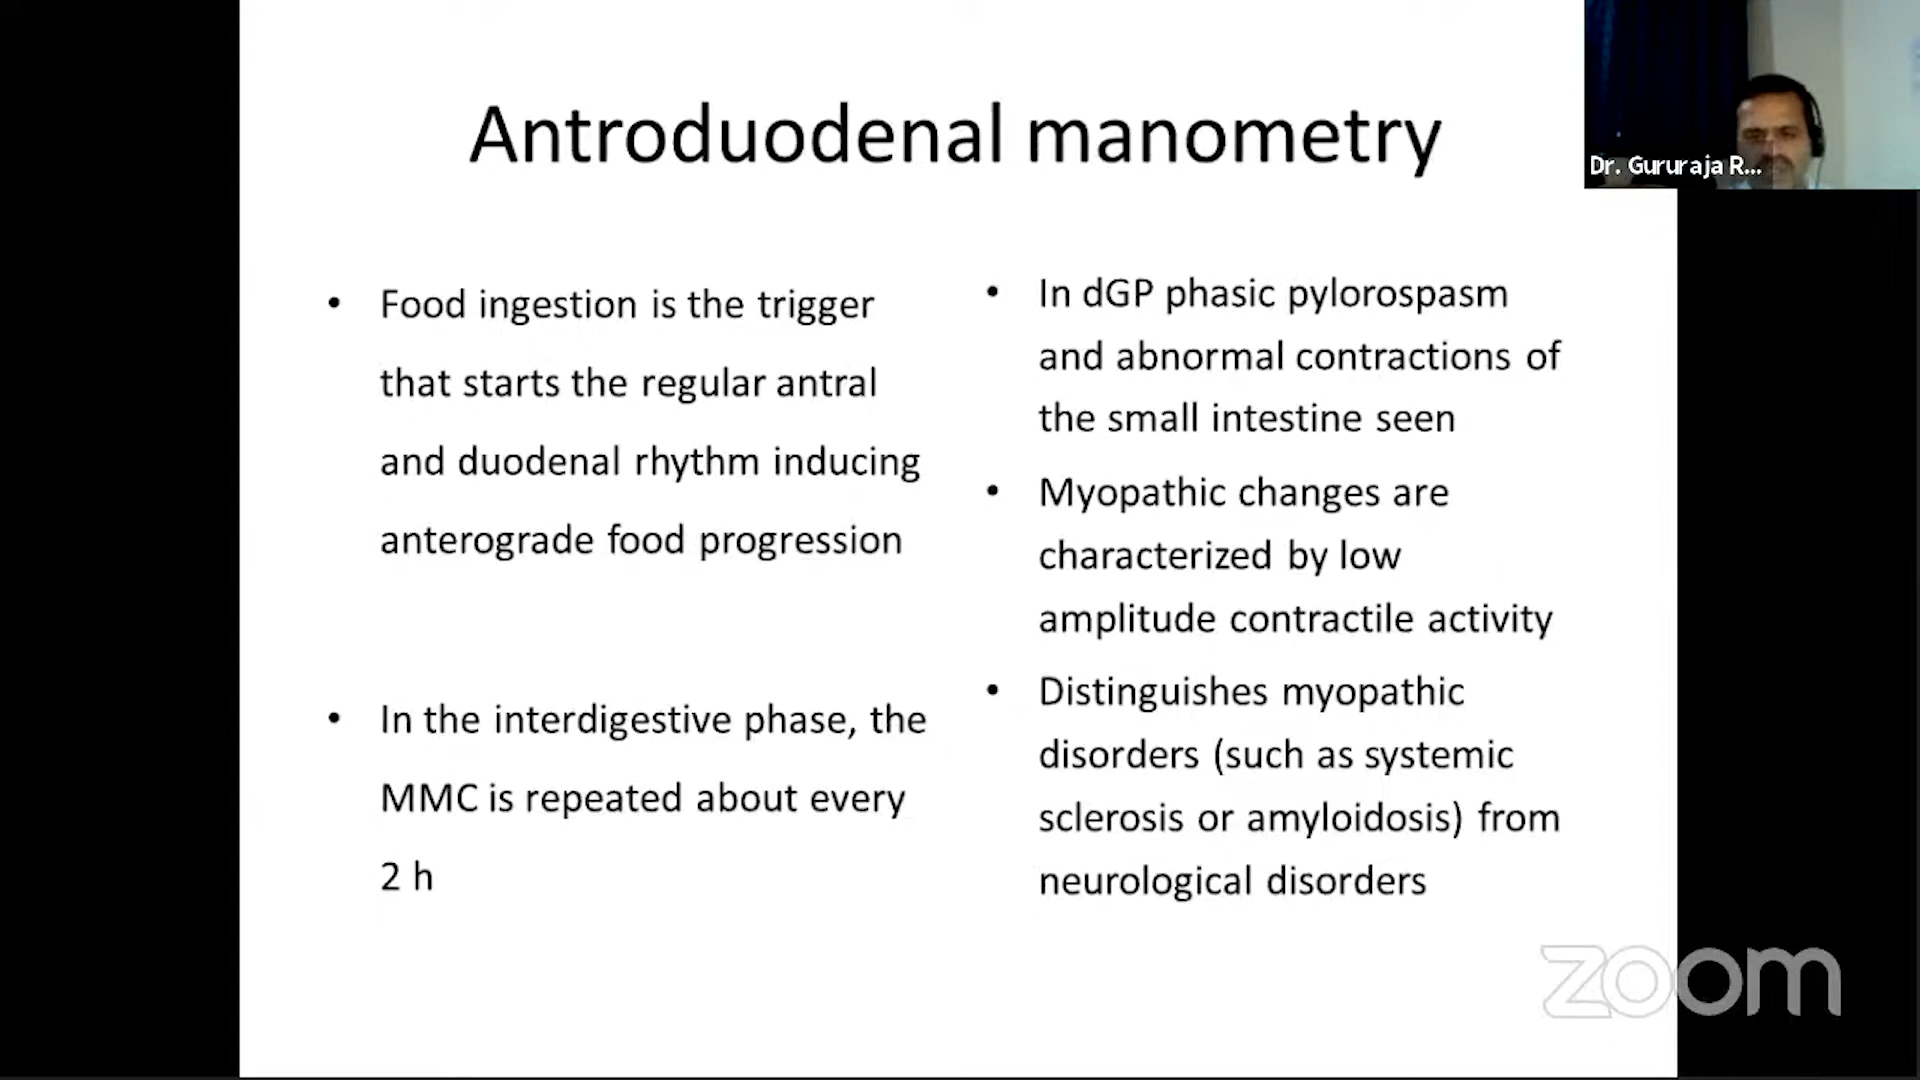 Antroduodenal manometry
• Food ingestion is the trigger
that starts the regular antral
and duodenal rhythm inducing
anterograde food progression
• In the interdigestive phase, the
MMC is repeated about every
2 h
• In dGP phasic pylorospasm
and abnormal contractions of
the small intestine seen
• Myopathic changes are
characterized by low
amplitude contractile activity
• Distinguishes myopathic
disorders (such as systemic
sclerosis or amyloidosis) from
neurological disorders
Dr. Gururaja R...
zoom